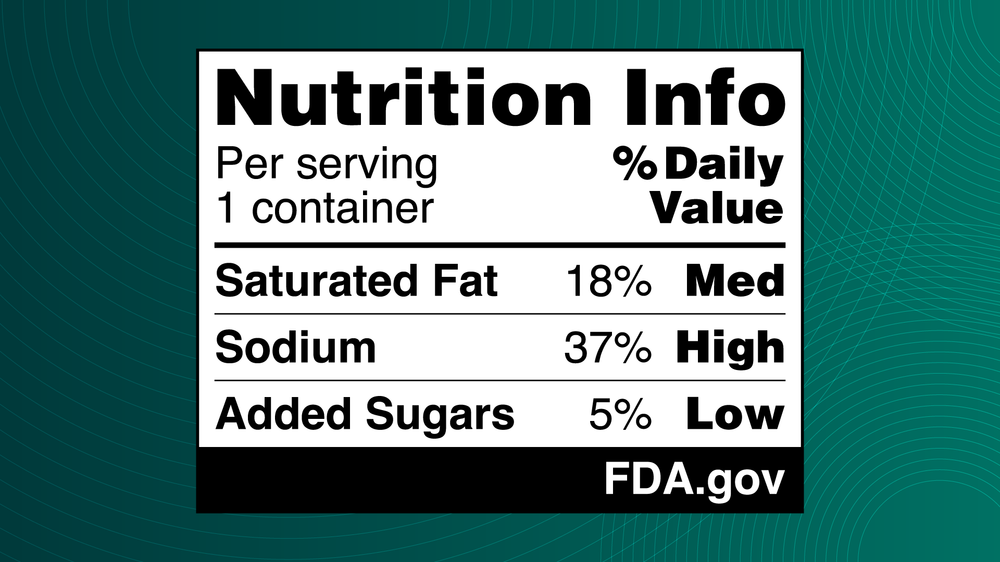 Nutrition Info
Per serving
1 container
% Daily
Value
Saturated Fat 18% Med
Sodium 37% High
Added Sugars 5% Low
FDA.gov